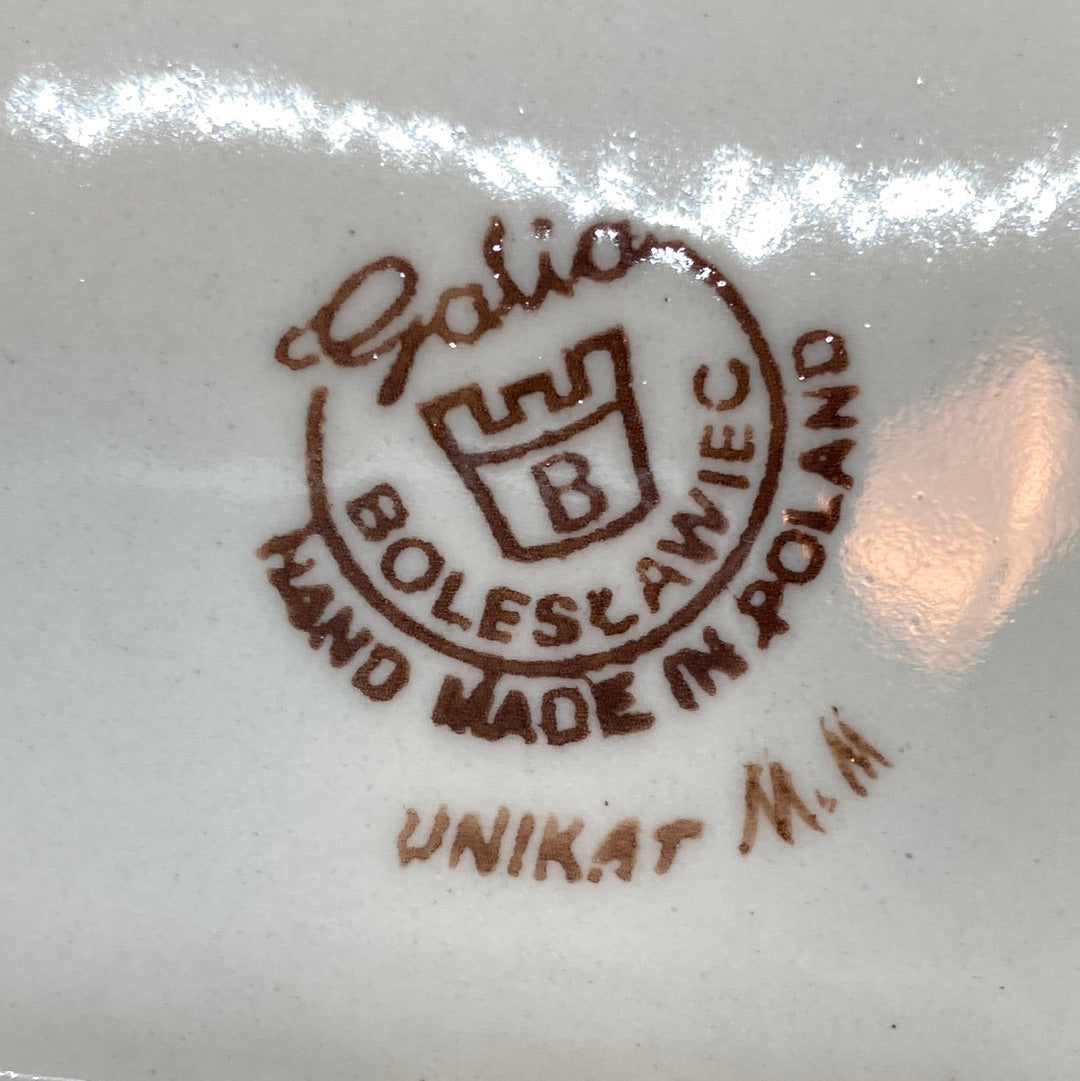 Galia
B
BOLESŁAWIEC
HAND MADE IN POLAND
UNIKAT M.M